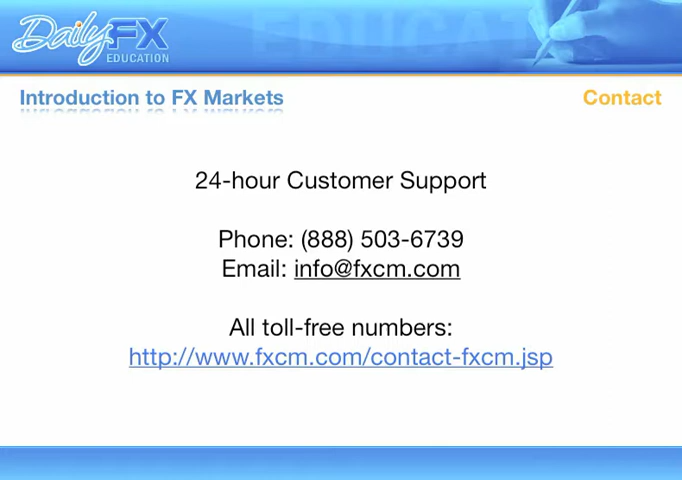 DailyFX
EDUCATION
EDUCAT
Introduction to FX Markets
Contact
24-hour Customer Support
Phone: (888) 503-6739
Email: info@fxcm.com
All toll-free numbers:
http://www.fxcm.com/contact-fxcm.jsp